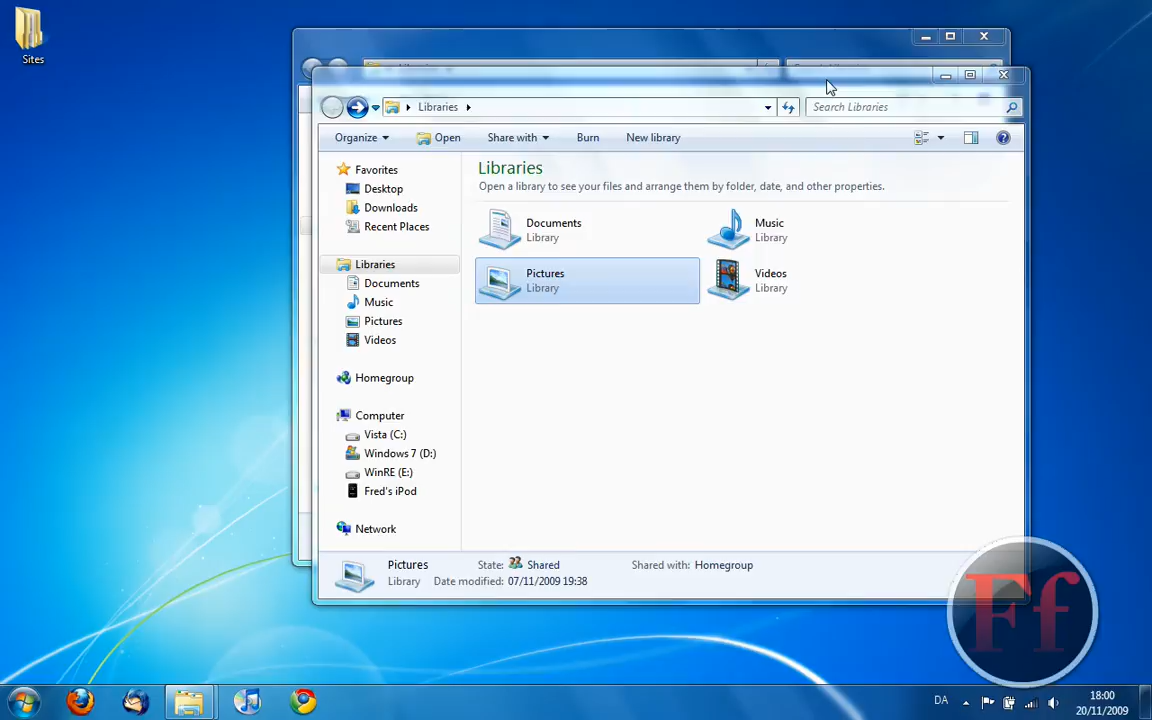 Sites
Libraries
Search Libraries
Organize
Open
Share with
Burn
New library
Favorites
Desktop
Downloads
Recent Places
Libraries
Documents
Music
Pictures
Videos
Homegroup
Computer
Vista (C:)
Windows 7 (D:)
WinRE (E:)
Fred's iPod
Network
Libraries
Open a library to see your files and arrange them by folder, date, and other properties.
Documents
Library
Music
Library
Pictures
Library
Videos
Library
Pictures
State: Shared
Shared with: Homegroup
Library
Date modified: 07/11/2009 19:38
Ff
DA
18:00
20/11/2009